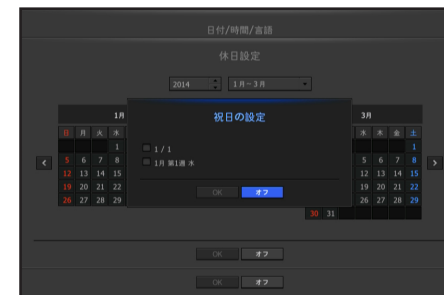 日付/時間/言語
休日設定
2014 1月-3月
1月 3月
日 月 火 水 水 木 金 土
1 1
5 6 7 8 5 6 7 8
12 13 14 15 12 13 14 15
19 20 21 22 19 20 21 22
26 27 28 29 26 27 28 29
30 31
祝日の設定
1 / 1
1月 第1週 水
OK オフ
OK オフ
OK オフ